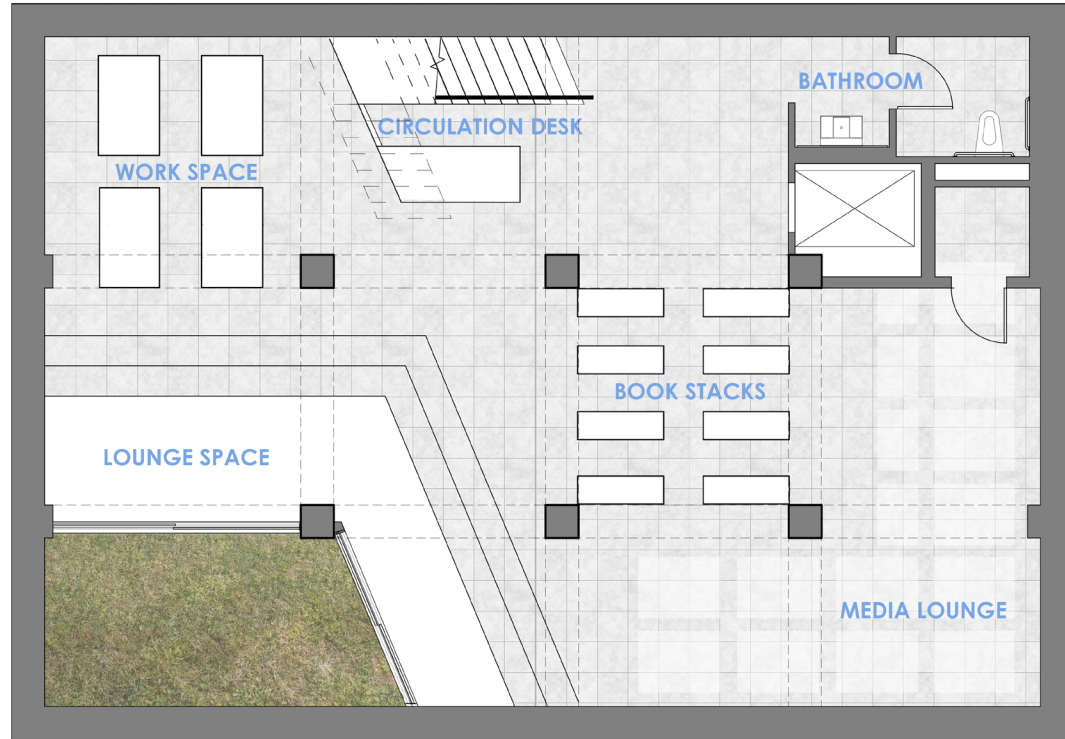 BATHROOM
CIRCULATION DESK
WORK SPACE
BOOK STACKS
LOUNGE SPACE
MEDIA LOUNGE